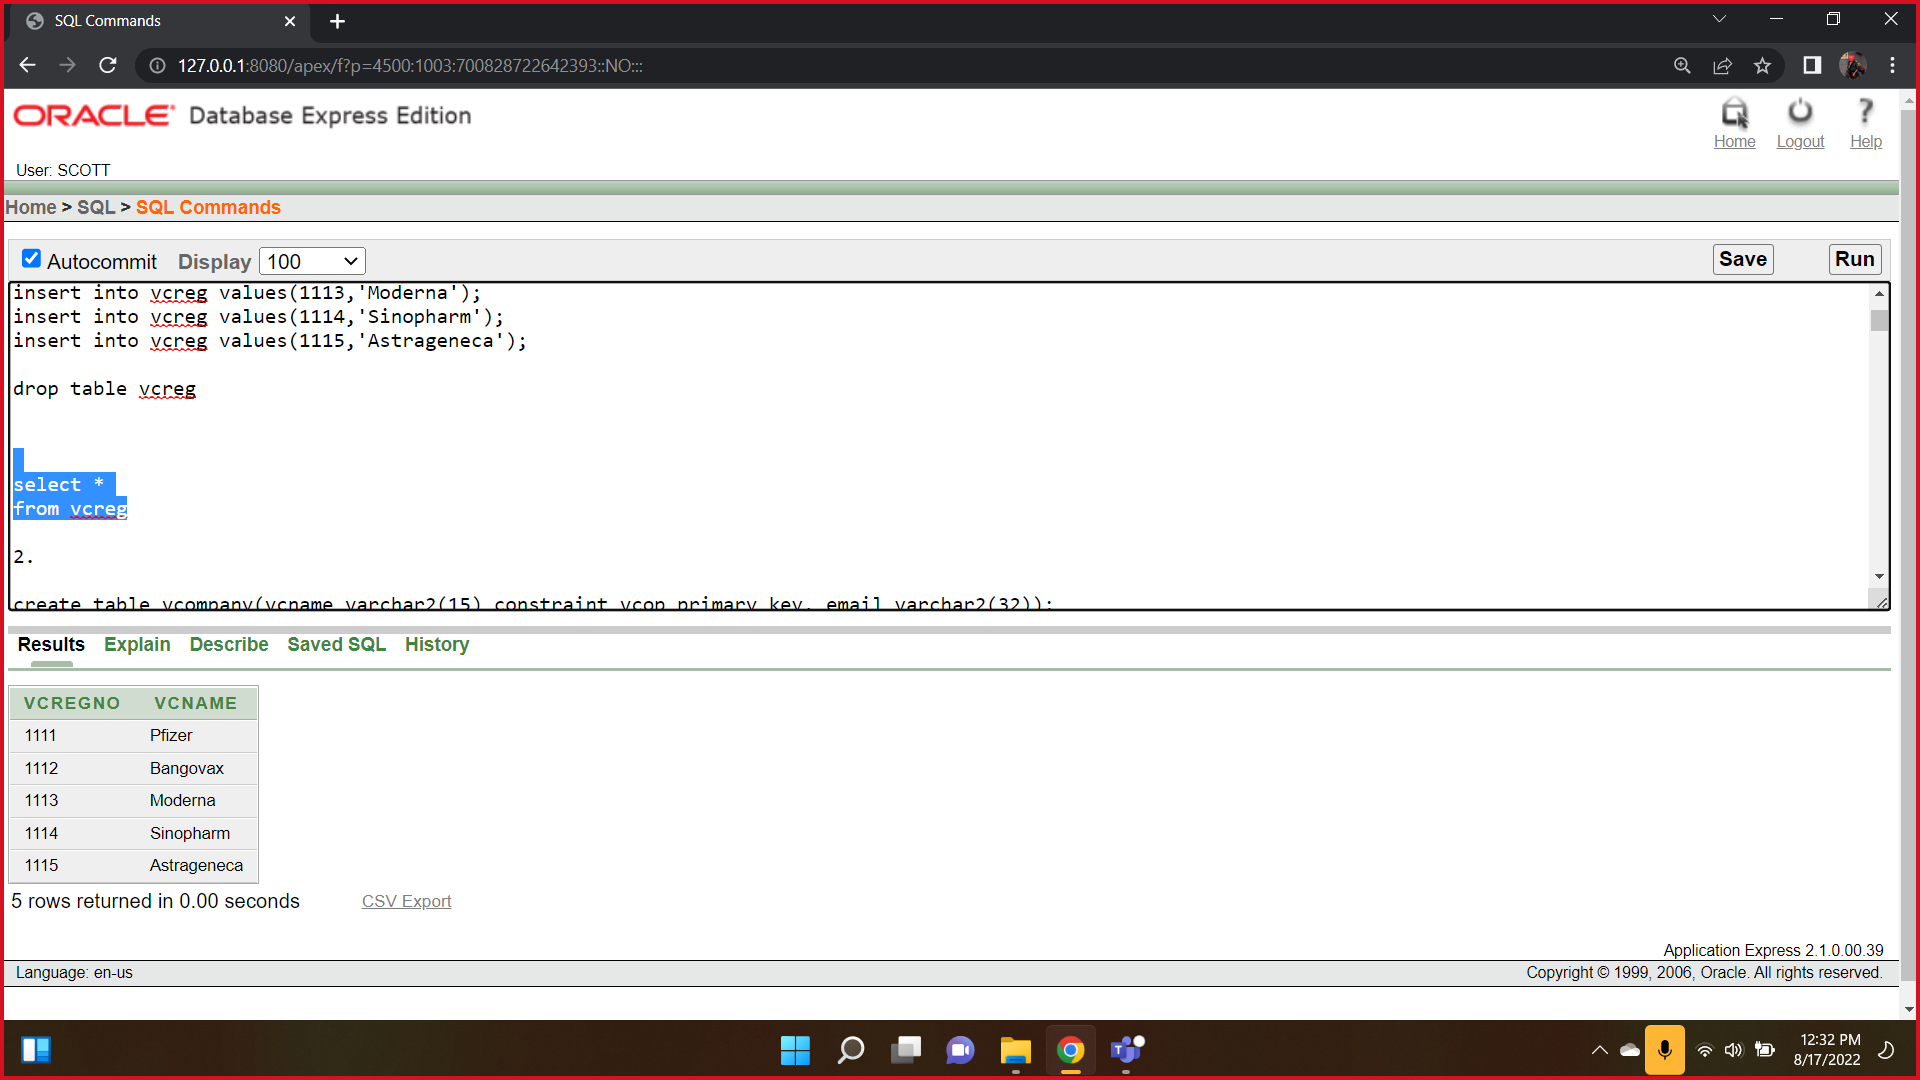 SQL Commands
127.0.0.1:8080/apex/f?p=4500:1003:700828722642393::NO:::
ORACLE Database Express Edition
Home Logout Help
User: SCOTT
Home > SQL > SQL Commands
Autocommit Display 100 Save Run
insert into vcreg values(1113,'Moderna');
insert into vcreg values(1114,'Sinopharm');
insert into vcreg values(1115,'Astrageneca');
drop table vcreg
select *
from vcreg
2.
create table vcompany(vcname varchar2(15) constraint vcop primary key, email varchar2(32));
Results Explain Describe Saved SQL History
VCREGNO VCNAME
1111 Pfizer
1112 Bangovax
1113 Moderna
1114 Sinopharm
1115 Astrageneca
5 rows returned in 0.00 seconds CSV Export
Application Express 2.1.0.00.39
Language: en-us Copyright © 1999, 2006, Oracle. All rights reserved.
12:32 PM
8/17/2022